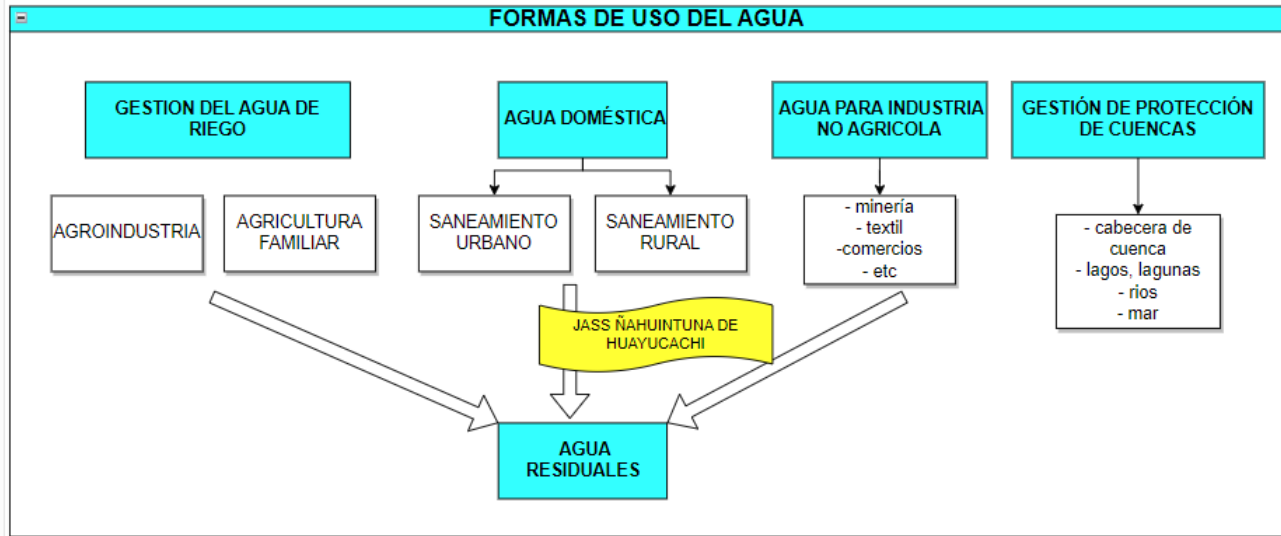 FORMAS DE USO DEL AGUA
GESTION DEL AGUA DE
RIEGO
AGROINDUSTRIA
AGRICULTURA
FAMILIAR
AGUA DOMÉSTICA
SANEAMIENTO
URBANO
SANEAMIENTO
RURAL
AGUA PARA INDUSTRIA
NO AGRICOLA
- minería
- textil
-comercios
- etc
GESTIÓN DE PROTECCIÓN
DE CUENCAS
- cabecera de
cuenca
- lagos, lagunas
- rios
- mar
JASS ÑAHUINTUNA DE
HUAYUCACHI
AGUA
RESIDUALES